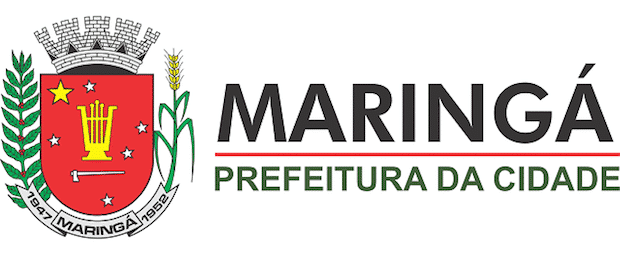 MARINGÁ
PREFEITURA DA CIDADE
1947 MARINGÁ 1952